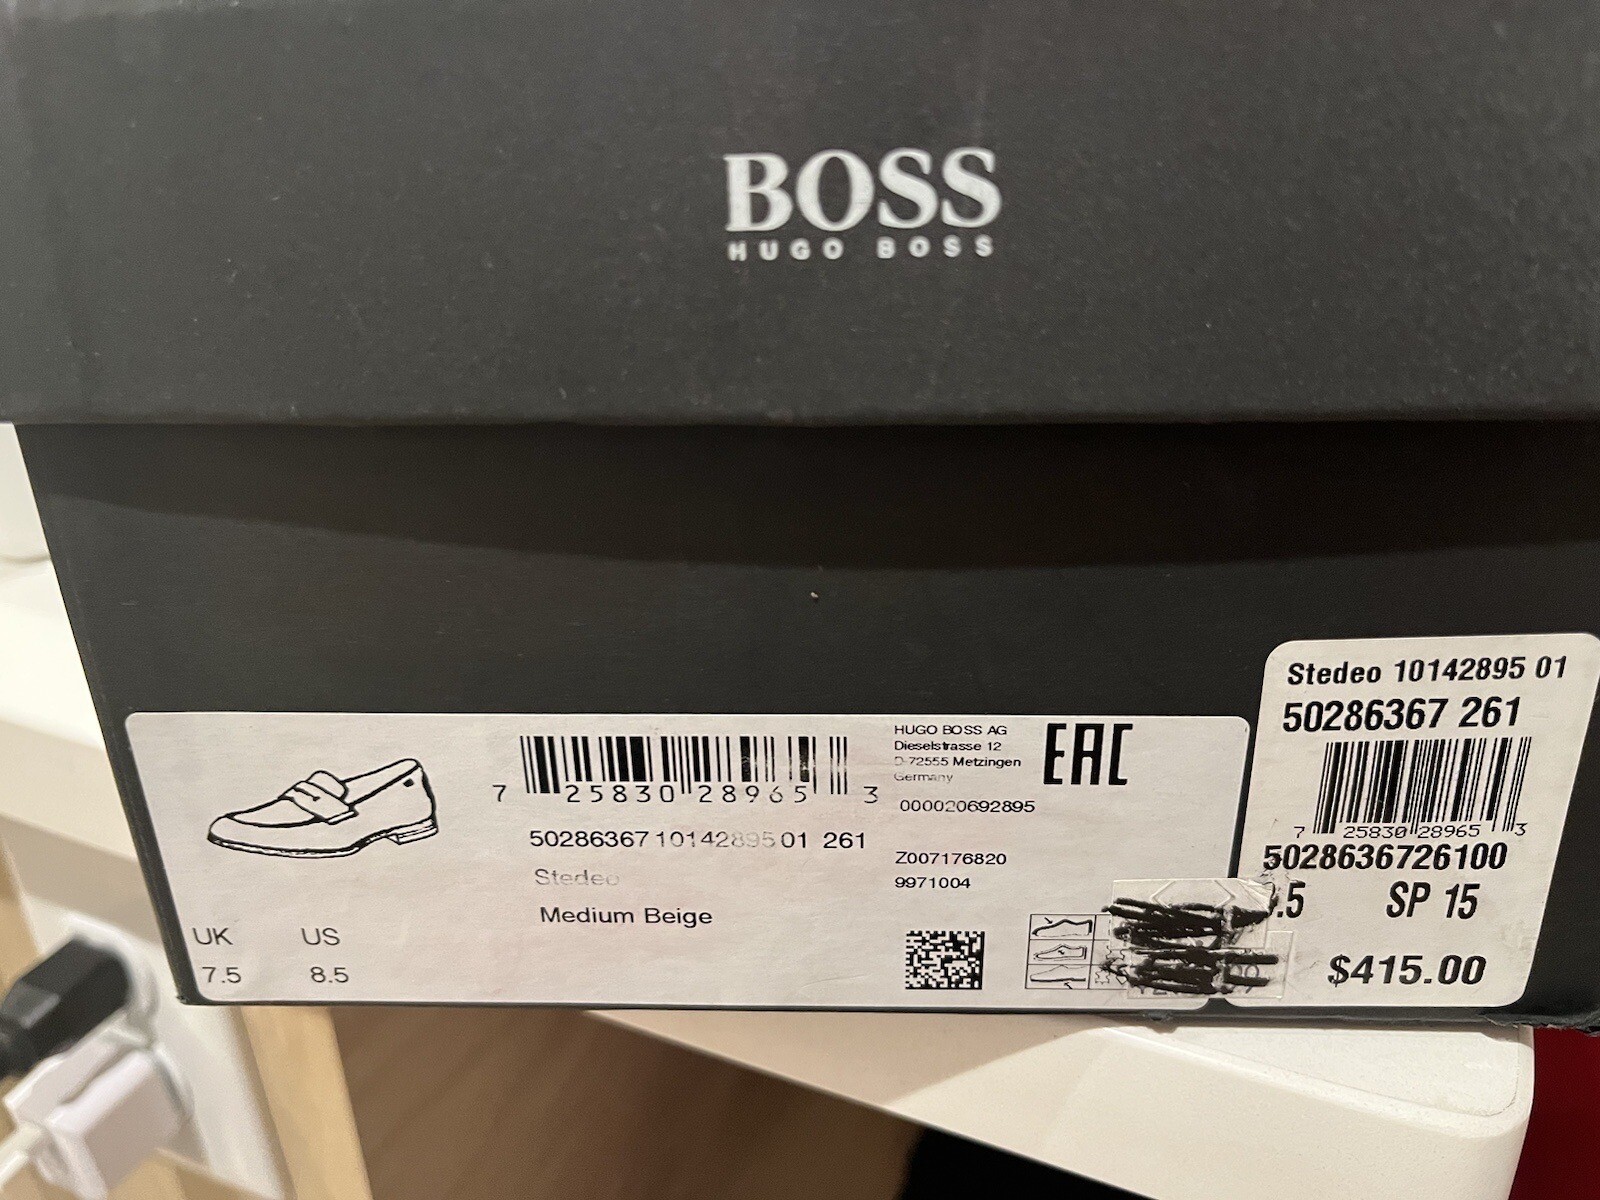 BOSS
HUGO BOSS
7 25830 28965 3
50286367 10142895 01 261
Stedeo
Medium Beige
UK US
7.5 8.5
HUGO BOSS AG
Dieselstrasse 12
D-72555 Metzingen
Germany
000020692895
Z007176820
9971004
EAC
Stedeo 10142895 01
50286367 261
7 25830 28965 3
5028636726100
.5 SP 15
$415.00